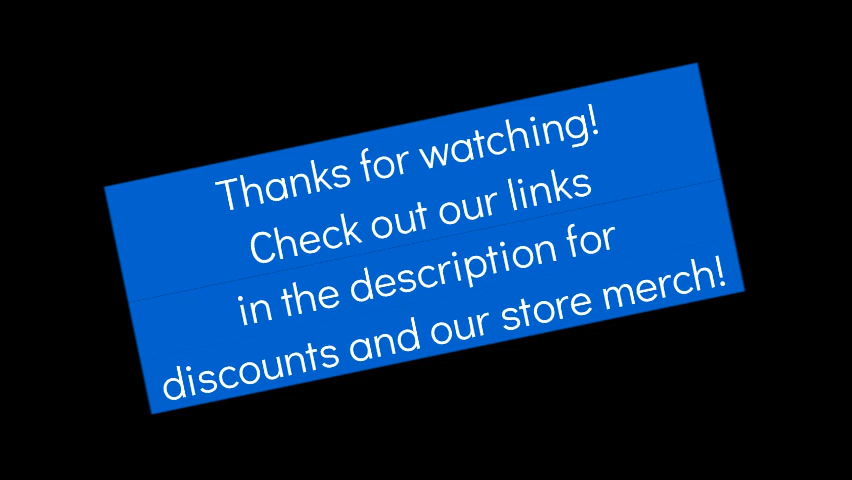 Thanks for watching!
Check out our links
in the description for
discounts and our store merch!